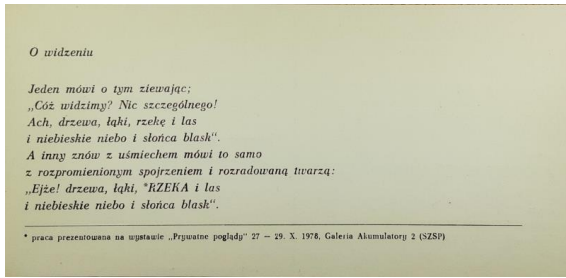 O widzeniu
Jeden mówi o tym ziewając;
„Cóż widzimy? Nic szczególnego!
Ach, drzewa, łąki, rzekę i las
i niebieskie niebo i słońca blask".
A inny znów z uśmiechem mówi to samo
z rozpromienionym spojrzeniem i rozradowaną twarzą:
„Ejże! drzewa, łąki, *RZEKA i las
i niebieskie niebo i słońca blask".
* praca prezentowana na wystawie „Prywatne poglądy" 27 — 29. X. 1978, Galeria Akumulatory 2 (SZSP)